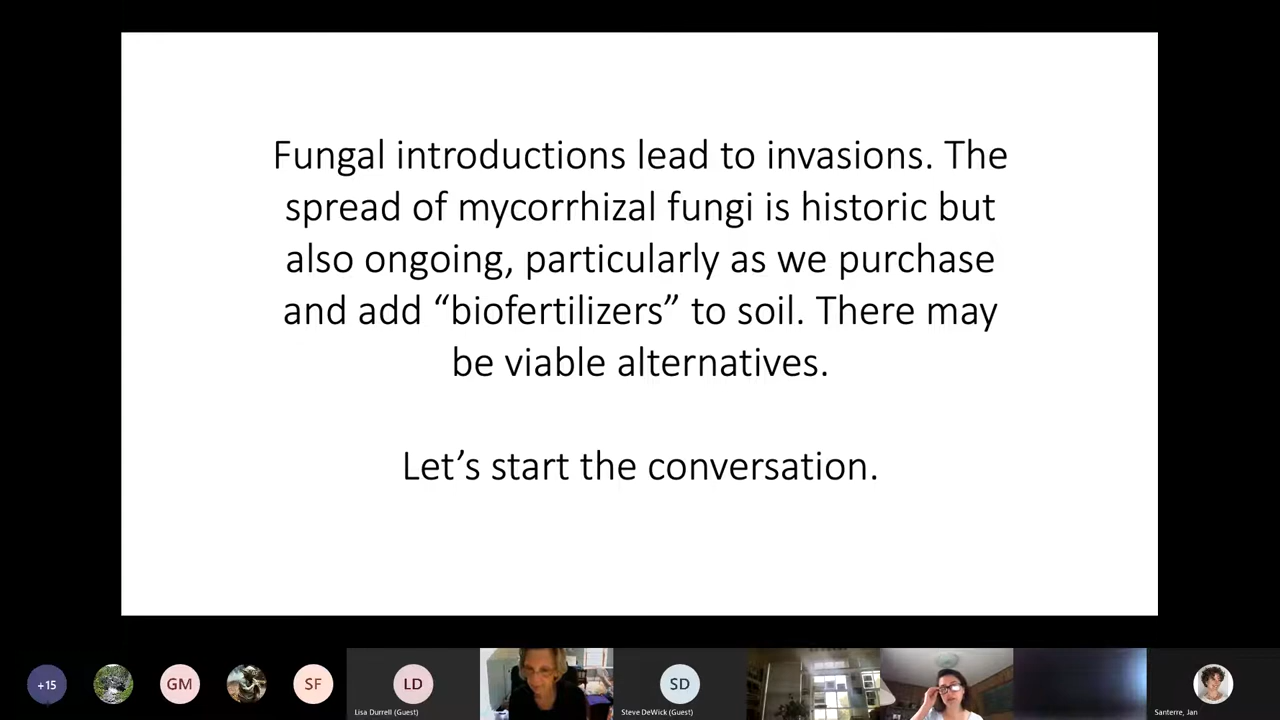 Fungal introductions lead to invasions. The
spread of mycorrhizal fungi is historic but
also ongoing, particularly as we purchase
and add “biofertilizers” to soil. There may
be viable alternatives.
Let’s start the conversation.
+15
GM
SF
LD
SD
Lisa Durrell (Guest)
Steve DeWick (Guest)
Santerre, Jan